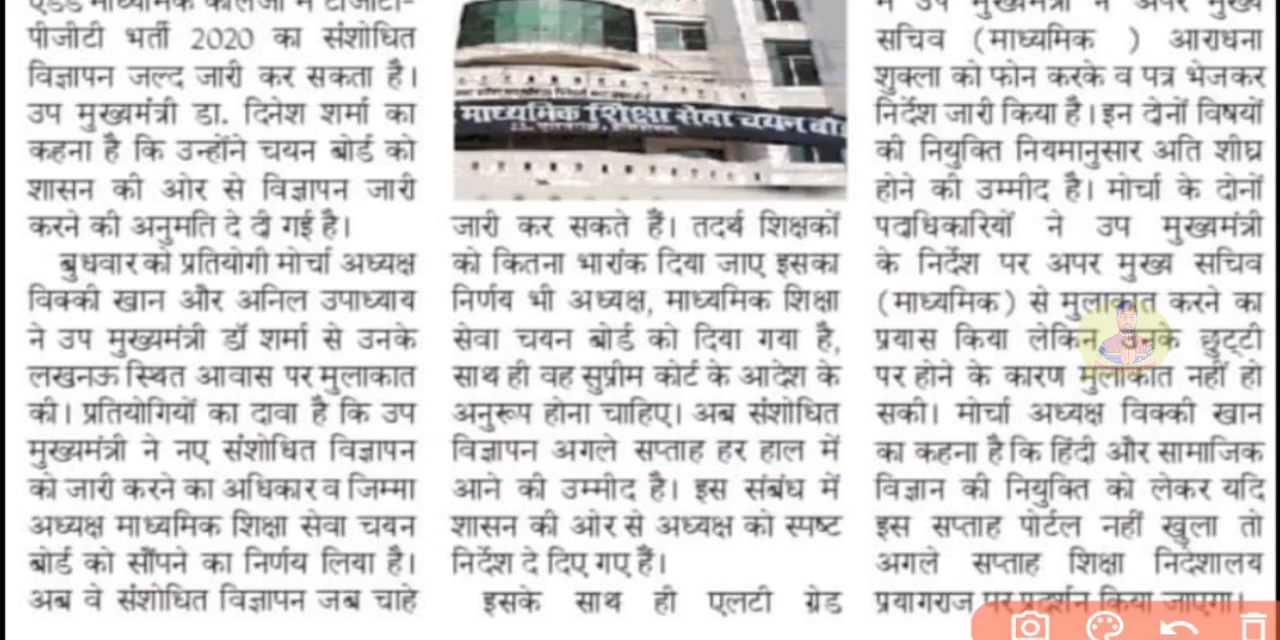 एडेड माध्यमिक कालेजों में टीजीटी-
पीजीटी भर्ती 2020 का संशोधित
विज्ञापन जल्द जारी कर सकता है।
उप मुख्यमंत्री डा. दिनेश शर्मा का
कहना है कि उन्होंने चयन बोर्ड को
शासन की ओर से विज्ञापन जारी
करने की अनुमति दे दी गई है।
बुधवार को प्रतियोगी मोर्चा अध्यक्ष
विक्की खान और अनिल उपाध्याय
ने उप मुख्यमंत्री डॉ शर्मा से उनके
लखनऊ स्थित आवास पर मुलाकात
की। प्रतियोगियों का दावा है कि उप
मुख्यमंत्री ने नए संशोधित विज्ञापन
को जारी करने का अधिकार व जिम्मा
अध्यक्ष माध्यमिक शिक्षा सेवा चयन
बोर्ड को सौंपने का निर्णय लिया है।
अब वे संशोधित विज्ञापन जब चाहे
माध्यमिक शिक्षा सेवा चयन बो
जारी कर सकते हैं। तदर्थ शिक्षकों
को कितना भारांक दिया जाए इसका
निर्णय भी अध्यक्ष, माध्यमिक शिक्षा
सेवा चयन बोर्ड को दिया गया है,
साथ ही वह सुप्रीम कोर्ट के आदेश के
अनुरूप होना चाहिए। अब संशोधित
विज्ञापन अगले सप्ताह हर हाल में
आने की उम्मीद है। इस संबंध में
शासन की ओर से अध्यक्ष को स्पष्ट
निर्देश दे दिए गए हैं।
इसके साथ ही एलटी ग्रेड
में उप मुख्यमंत्री ने अपर मुख्य
सचिव (माध्यमिक ) आराधना
शुक्ला को फोन करके व पत्र भेजकर
निर्देश जारी किया है। इन दोनों विषयों
की नियुक्ति नियमानुसार अति शीघ्र
होने की उम्मीद है। मोर्चा के दोनों
पदाधिकारियों ने उप मुख्यमंत्री
के निर्देश पर अपर मुख्य सचिव
(माध्यमिक) से मुलाकात करने का
प्रयास किया लेकिन उनके छुट्टी
पर होने के कारण मुलाकात नहीं हो
सकी। मोर्चा अध्यक्ष विक्की खान
का कहना है कि हिंदी और सामाजिक
विज्ञान की नियुक्ति को लेकर यदि
इस सप्ताह पोर्टल नहीं खुला तो
अगले सप्ताह शिक्षा निदेशालय
प्रयागराज पर प्रदर्शन किया जाएगा।